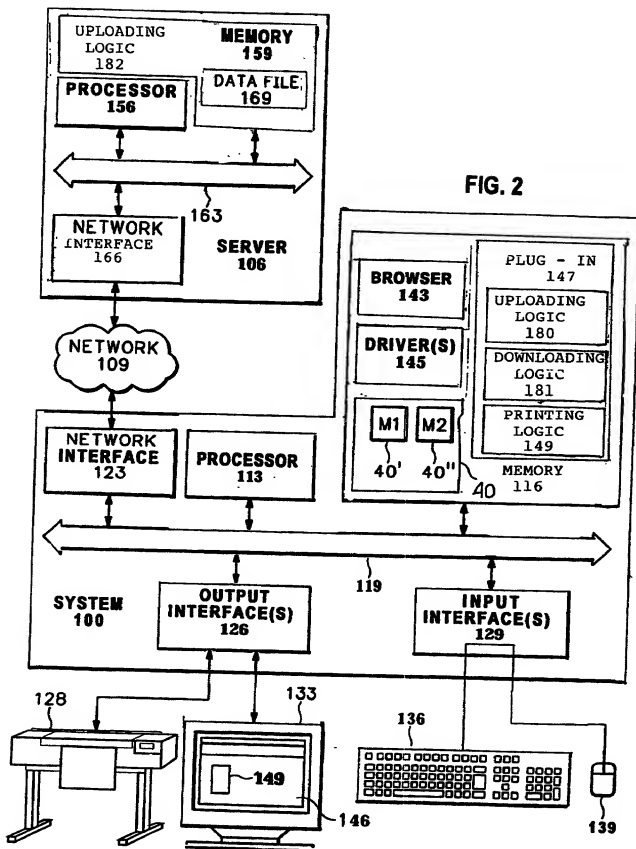 UPLOADING
LOGIC
182
MEMORY
159
DATA FILE
169
PROCESSOR
156
163
NETWORK
INTERFACE
166
SERVER
106
FIG. 2
NETWORK
109
BROWSER
143
DRIVER(S)
145
M1
M2
40'
40"
40
PLUG - IN
147
UPLOADING
LOGIC
180
DOWNLOADING
LOGIC
181
PRINTING
LOGIC
149
MEMORY
116
NETWORK
INTERFACE
123
PROCESSOR
113
119
SYSTEM
100
OUTPUT
INTERFACE(S)
126
INPUT
INTERFACE(S)
129
128
133
149
146
136
139